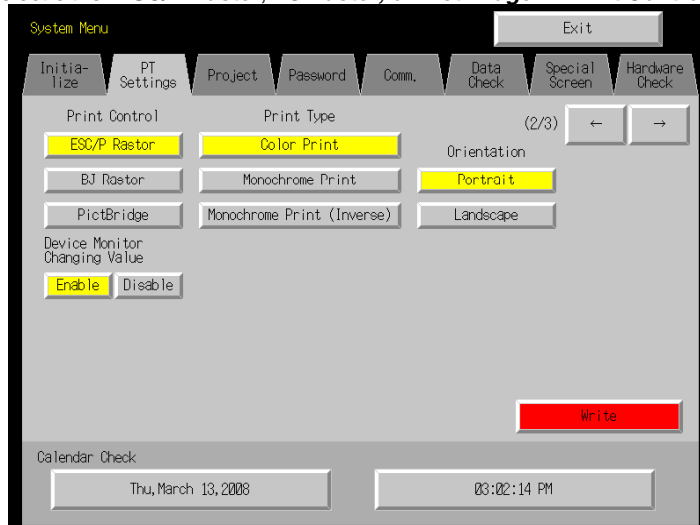 System Menu
Exit
Initia-
lize
PT
Settings
Project
Password
Comm.
Data
Check
Special
Screen
Hardware
Check
Print Control
Print Type
(2/3)
←
→
ESC/P Rastor
Color Print
Orientation
BJ Rastor
Monochrome Print
Portrait
PictBridge
Monochrome Print (Inverse)
Landscape
Device Monitor
Changing Value
Enable
Disable
Write
Calendar Check
Thu,March 13,2008
03:02:14 PM